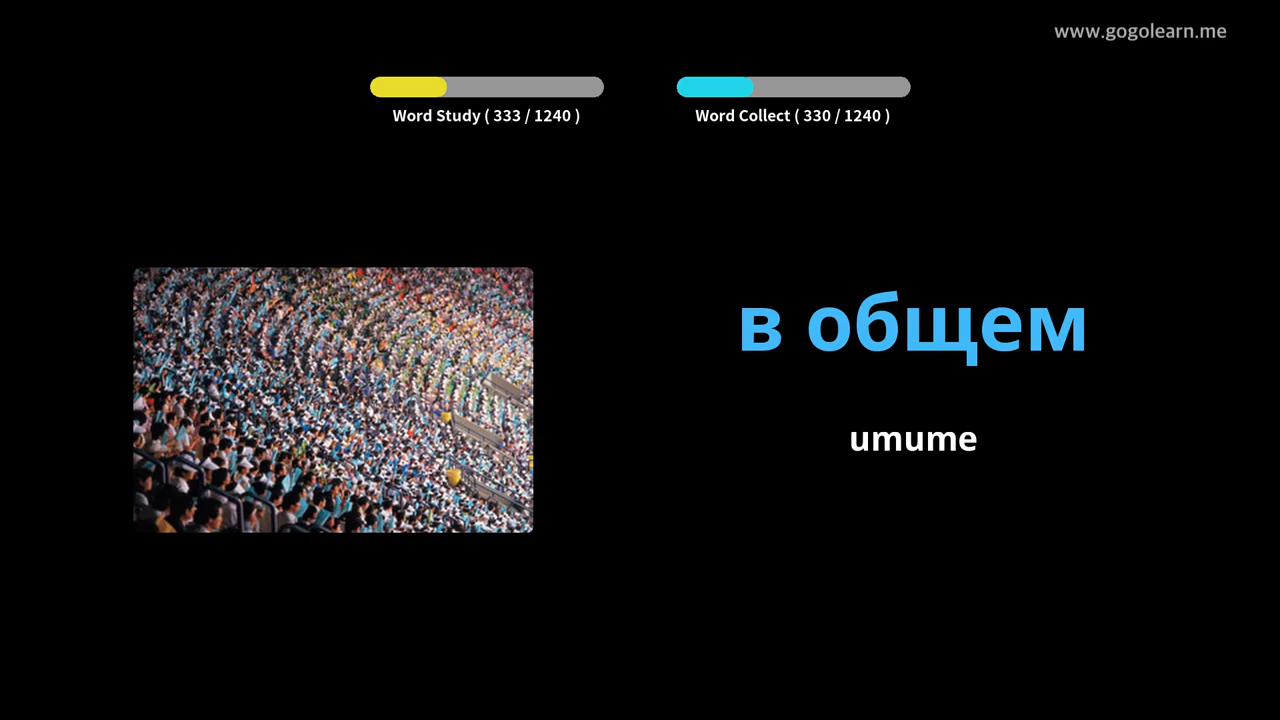 www.gogolearn.me
Word Study ( 333 / 1240 )
Word Collect ( 330 / 1240 )
в общем
umume